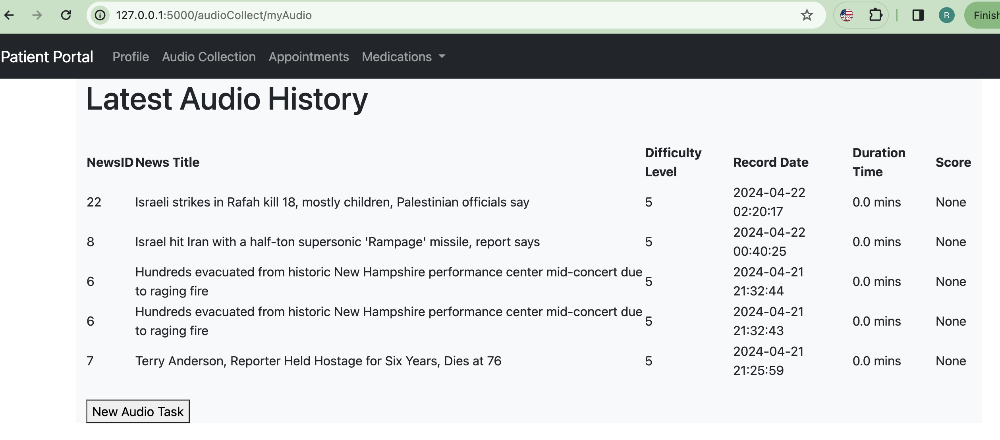 127.0.0.1:5000/audioCollect/myAudio
R
Finish
Patient Portal Profile Audio Collection Appointments Medications
Latest Audio History
NewsID News Title Difficulty Level Record Date Duration Time Score
22 Israeli strikes in Rafah kill 18, mostly children, Palestinian officials say 5 2024-04-22 02:20:17 0.0 mins None
8 Israel hit Iran with a half-ton supersonic 'Rampage' missile, report says 5 2024-04-22 00:40:25 0.0 mins None
6 Hundreds evacuated from historic New Hampshire performance center mid-concert due to raging fire 5 2024-04-21 21:32:44 0.0 mins None
6 Hundreds evacuated from historic New Hampshire performance center mid-concert due to raging fire 5 2024-04-21 21:32:43 0.0 mins None
7 Terry Anderson, Reporter Held Hostage for Six Years, Dies at 76 5 2024-04-21 21:25:59 0.0 mins None
New Audio Task